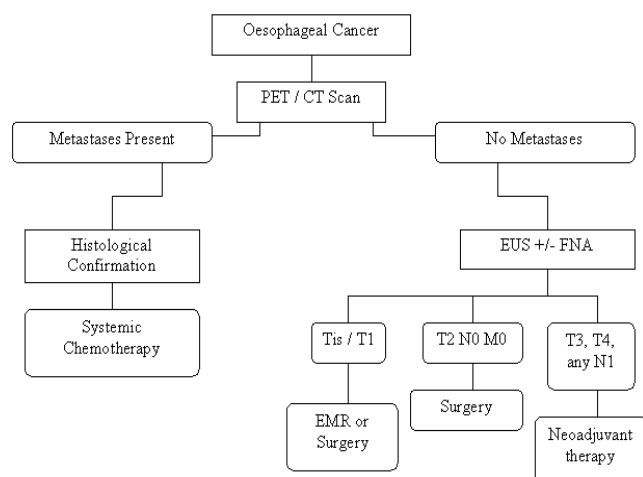 Oesophageal Cancer
PET / CT Scan
Metastases Present
No Metastases
Histological
Confirmation
EUS +/- FNA
Systemic
Chemotherapy
Tis / T1
T2 N0 M0
T3, T4,
any N1
EMR or
Surgery
Surgery
Neoadjuvant
therapy